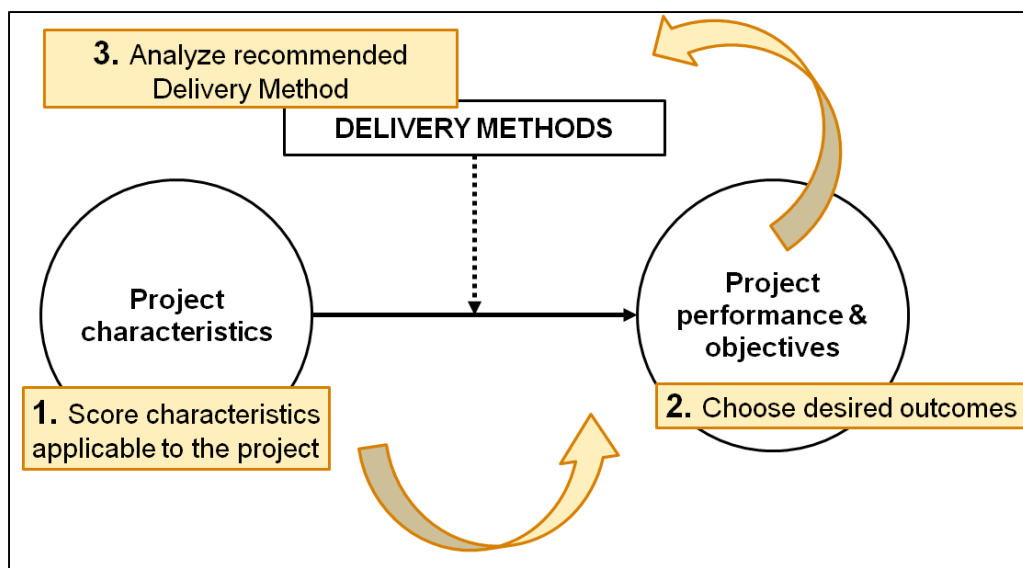 3. Analyze recommended
Delivery Method
DELIVERY METHODS
Project
characteristics
Project
performance &
objectives
1. Score characteristics
applicable to the project
2. Choose desired outcomes